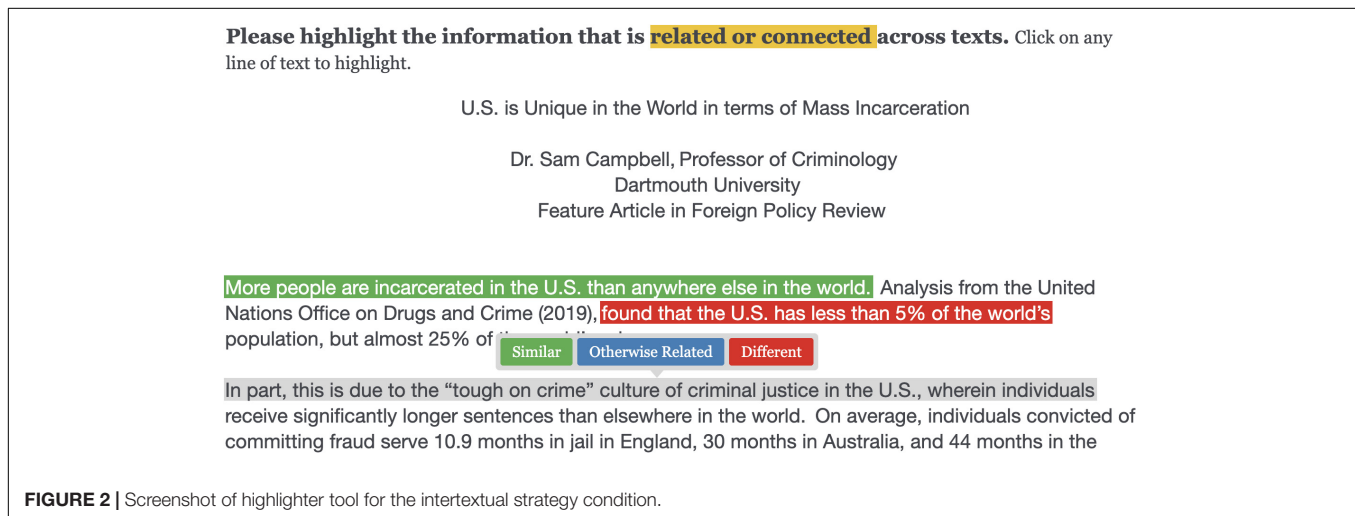 Please highlight the information that is related or connected across texts. Click on any
line of text to highlight.
U.S. is Unique in the World in terms of Mass Incarceration
Dr. Sam Campbell, Professor of Criminology
Dartmouth University
Feature Article in Foreign Policy Review
More people are incarcerated in the U.S. than anywhere else in the world. Analysis from the United
Nations Office on Drugs and Crime (2019), found that the U.S. has less than 5% of the world's
population, but almost 25% of
Similar Otherwise Related Different
In part, this is due to the “tough on crime” culture of criminal justice in the U.S., wherein individuals
receive significantly longer sentences than elsewhere in the world. On average, individuals convicted of
committing fraud serve 10.9 months in jail in England, 30 months in Australia, and 44 months in the
FIGURE 2 | Screenshot of highlighter tool for the intertextual strategy condition.